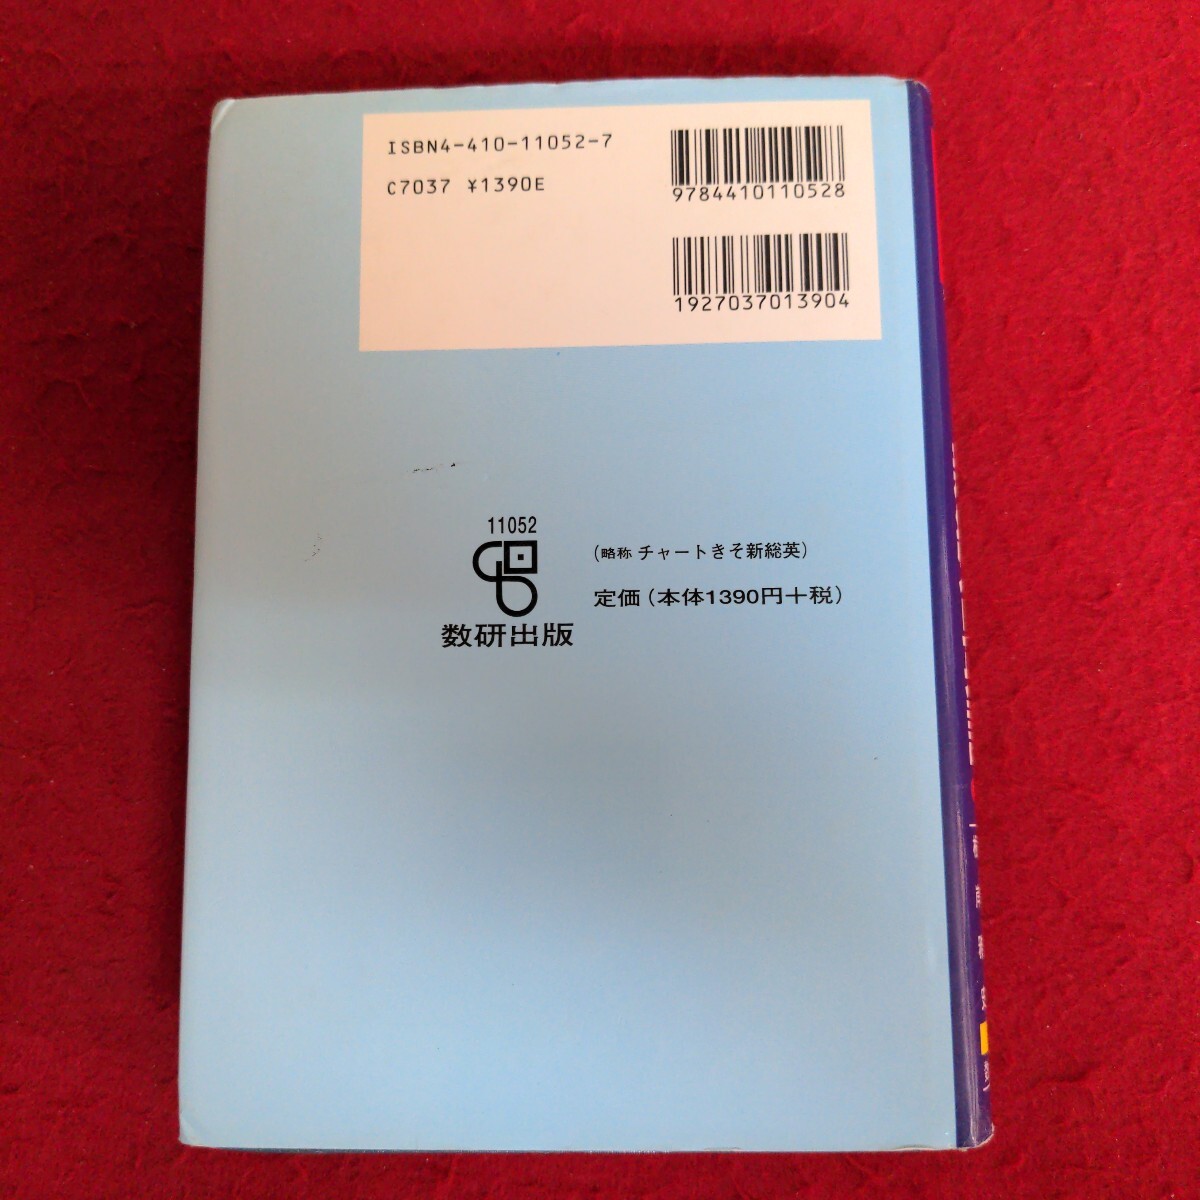 ISBN4-410-11052-7
C7037 ¥1390E
9784410110528
1927037013904
11052
数研出版
(略称 チャートきそ新総英)
定価(本体1390円+税)